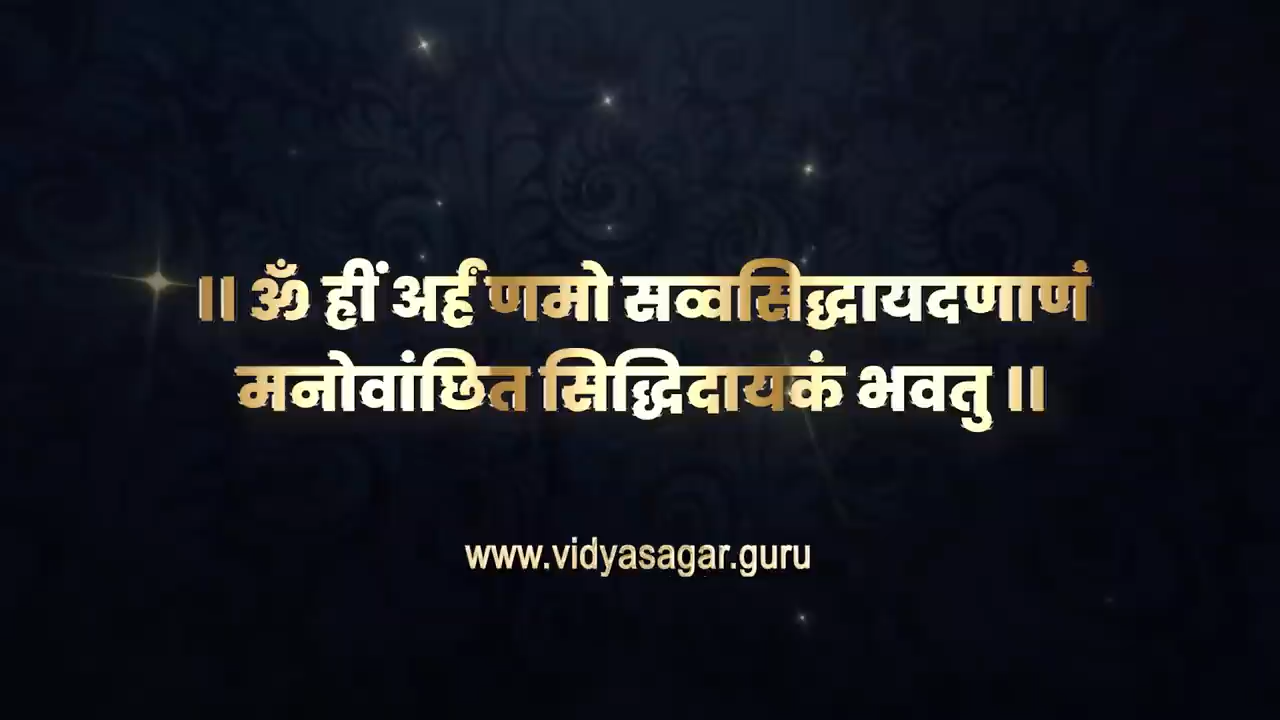 ॥ ॐ हीं अर्हं णमो सव्वसिद्धायदणाणं
मनोवांछित सिद्धिदायकं भवतु ॥
www.vidyasagar.guru